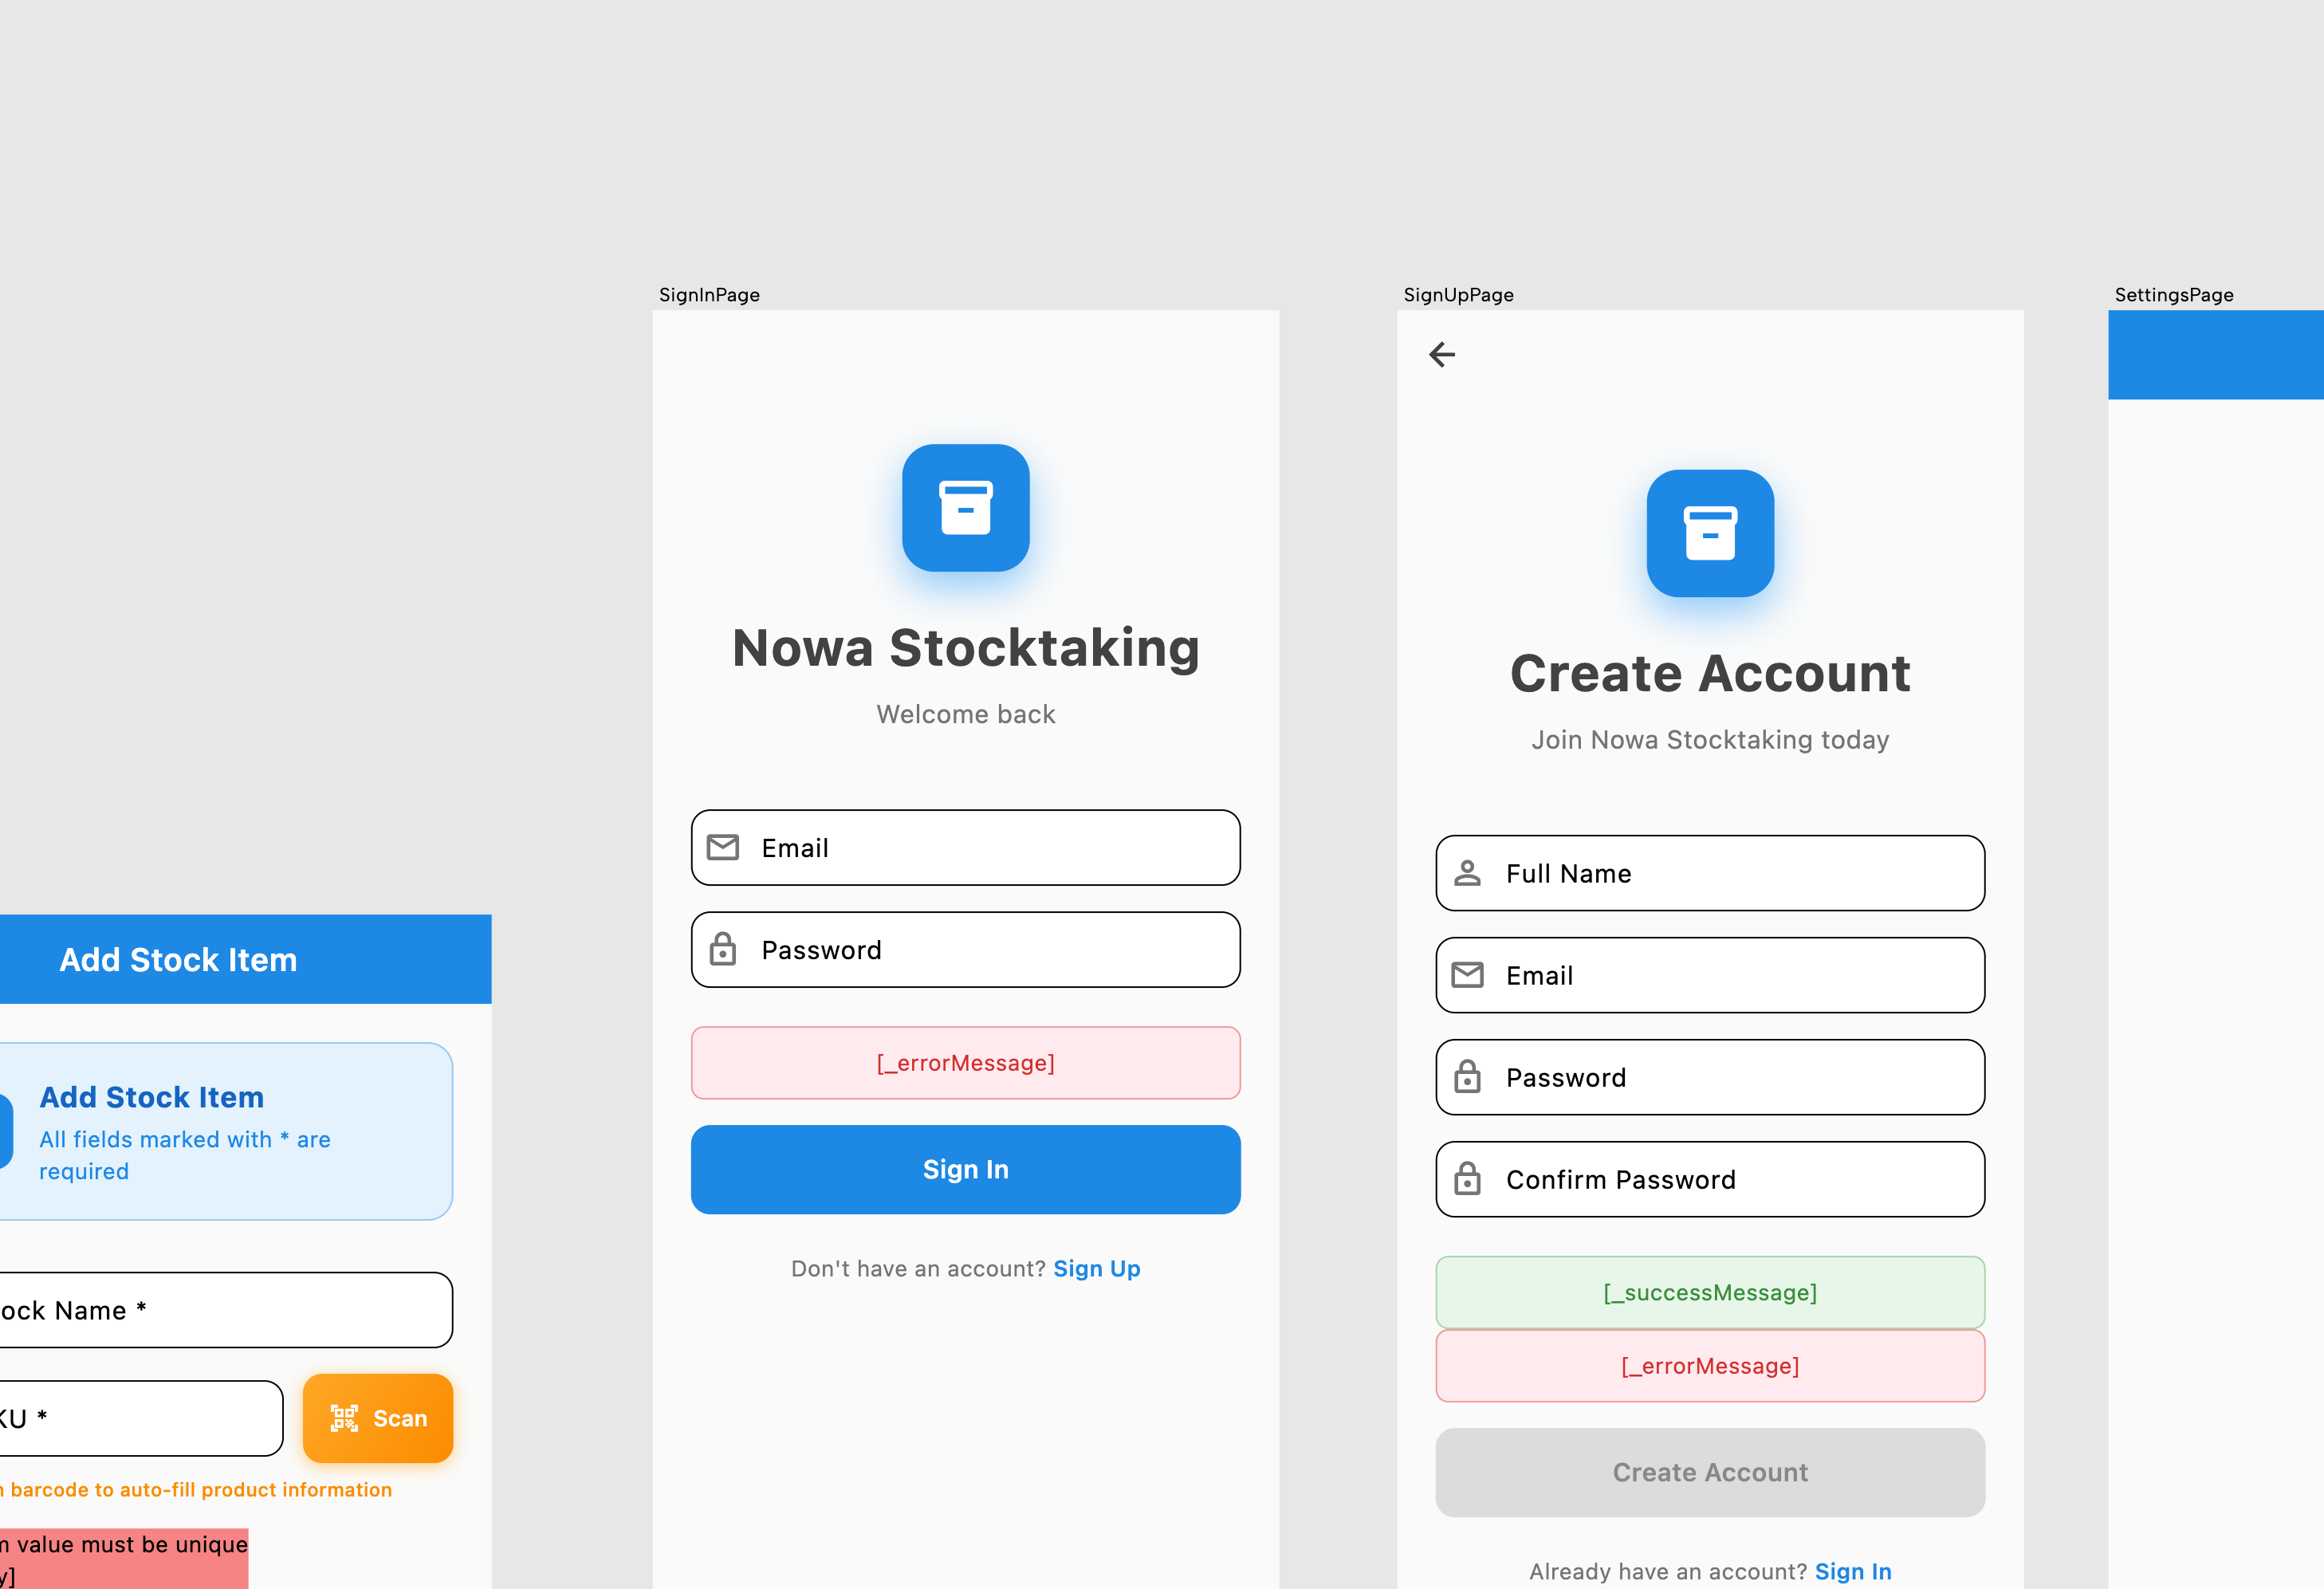 SignInPage
Nowa Stocktaking
Welcome back
Email
Password
[_errorMessage]
Sign In
Don't have an account? Sign Up
SignUpPage
Create Account
Join Nowa Stocktaking today
Full Name
Email
Password
Confirm Password
[_successMessage]
[_errorMessage]
Create Account
Already have an account? Sign In
SettingsPage
Add Stock Item
Add Stock Item
All fields marked with * are
required
ock Name *
KU *
Scan
barcode to auto-fill product information
value must be unique
y]